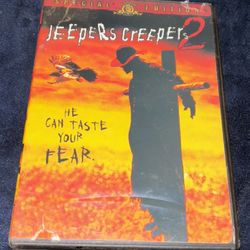 SPECIAL EDITION
JEEPERS CREEPERS 2
HE
CAN TASTE
YOUR
FEAR.